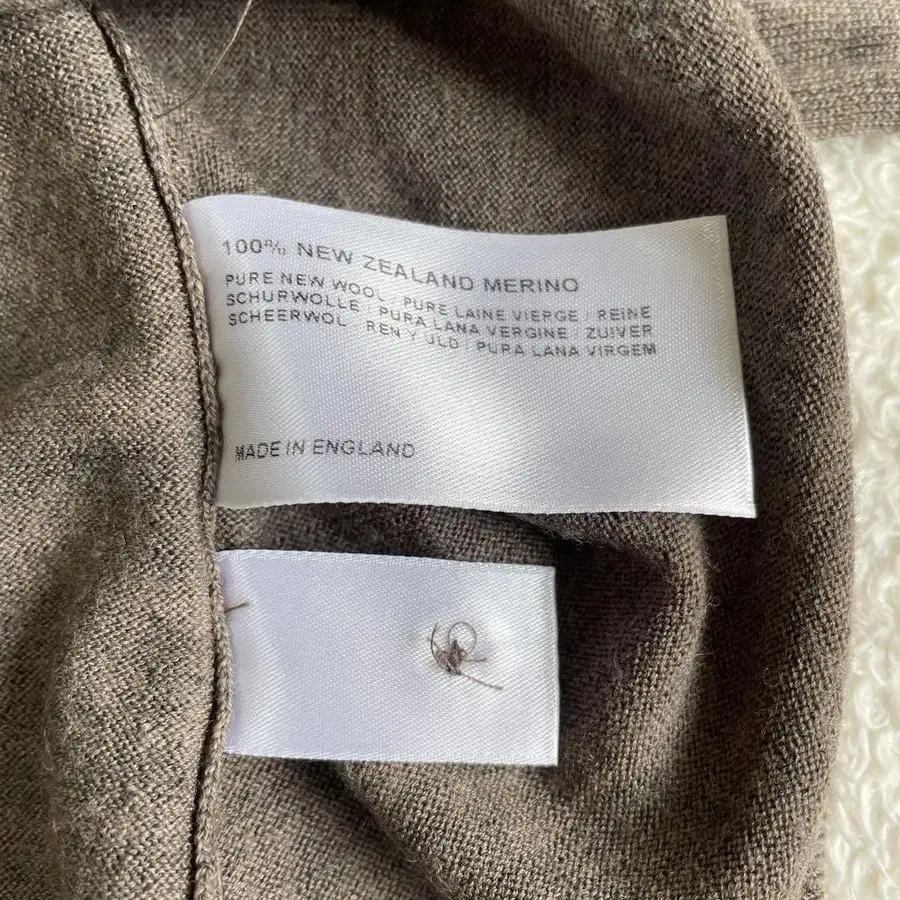 100% NEW ZEALAND MERINO
PURE NEW WOOL / PURE LAINE VIERGE / REINE
SCHURWOLLE / PURA LANA VERGINE / ZUIVER
SCHEERWOL / REN Y ULD / PURA LANA VIRGEM
MADE IN ENGLAND